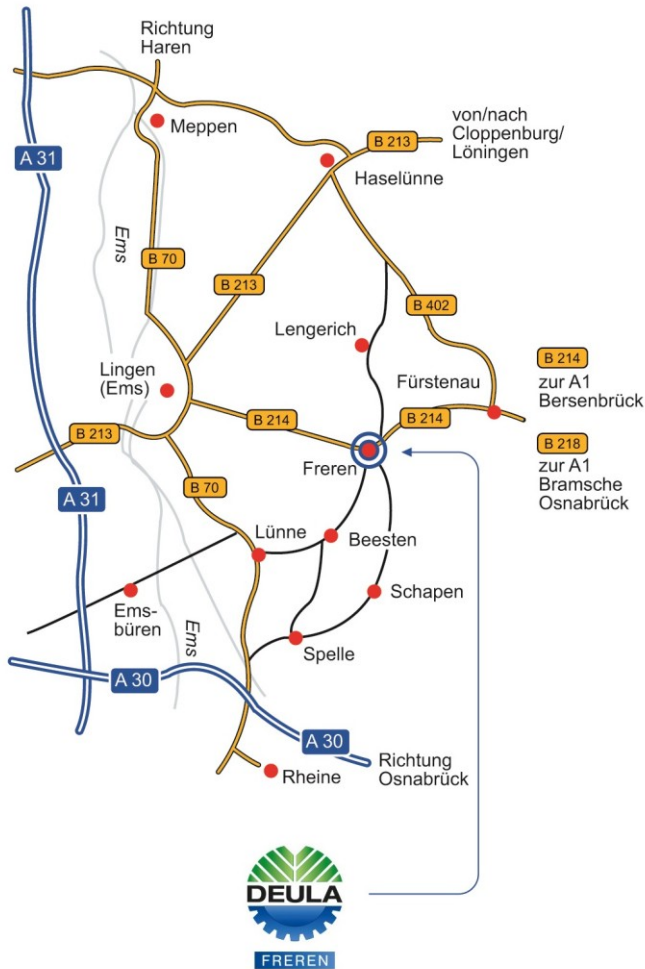 Richtung
Haren
Meppen
B 213
von/nach
Cloppenburg/
Löningen
A 31
Haselünne
Ems
B 70
B 213
B 402
Lengerich
Lingen
(Ems)
Fürstenau
B 214
zur A1
Bersenbrück
B 213
B 214
B 214
B 218
zur A1
Bramsche
Osnabrück
Freren
A 31
B 70
Lünne
Beesten
Schapen
Ems-
büren
Ems
Spelle
A 30
A 30
Richtung
Osnabrück
Rheine
DEULA
FREREN